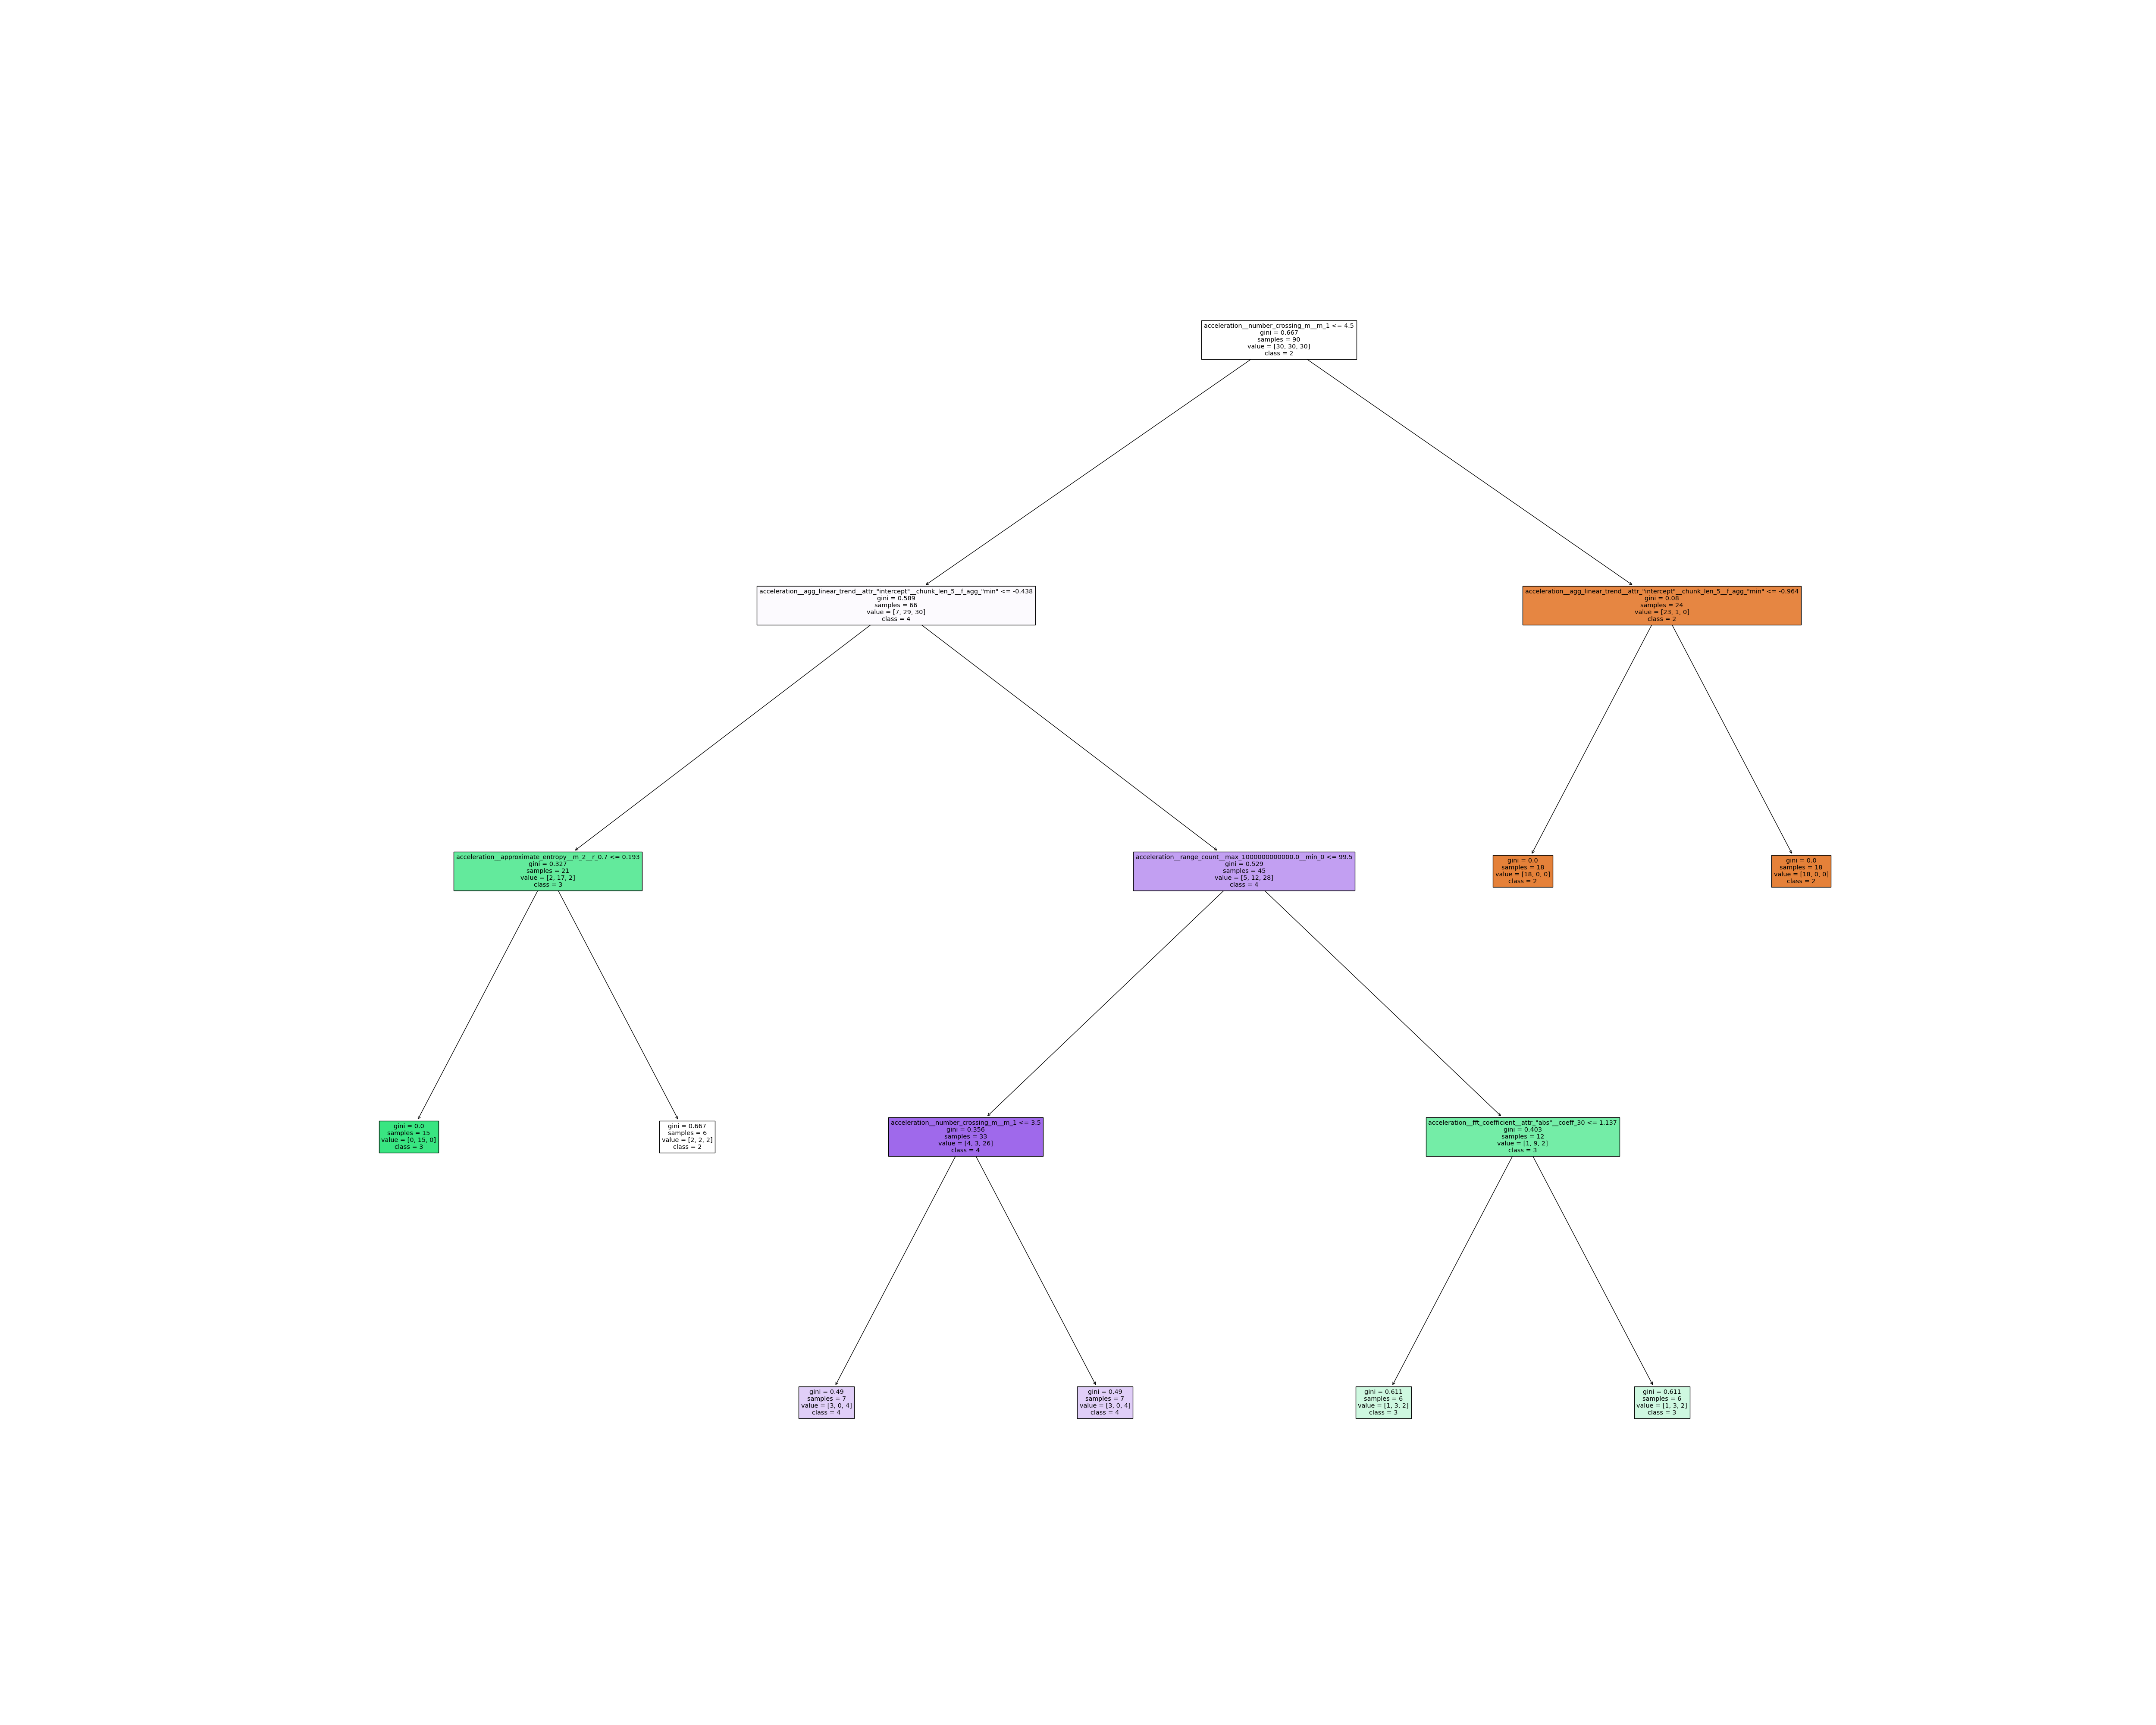 acceleration__number_crossing_m__m_1 <= 4.5
gini = 0.667
samples = 90
value = [30, 30, 30]
class = 2
acceleration__agg_linear_trend__attr_"intercept"__chunk_len_5__f_agg_"min" <= -0.438
gini = 0.589
samples = 66
value = [7, 29, 30]
class = 4
acceleration__agg_linear_trend__attr_"intercept"__chunk_len_5__f_agg_"min" <= -0.964
gini = 0.08
samples = 24
value = [23, 1, 0]
class = 2
acceleration__approximate_entropy__m_2__r_0.7 <= 0.193
gini = 0.327
samples = 21
value = [2, 17, 2]
class = 3
acceleration__range_count__max_1000000000000.0__min_0 <= 99.5
gini = 0.529
samples = 45
value = [5, 12, 28]
class = 4
gini = 0.0
samples = 18
value = [18, 0, 0]
class = 2
gini = 0.0
samples = 18
value = [18, 0, 0]
class = 2
gini = 0.0
samples = 15
value = [0, 15, 0]
class = 3
gini = 0.667
samples = 6
value = [2, 2, 2]
class = 2
acceleration__number_crossing_m__m_1 <= 3.5
gini = 0.356
samples = 33
value = [4, 3, 26]
class = 4
acceleration__fft_coefficient__attr_"abs"__coeff_30 <= 1.137
gini = 0.403
samples = 12
value = [1, 9, 2]
class = 3
gini = 0.49
samples = 7
value = [3, 0, 4]
class = 4
gini = 0.49
samples = 7
value = [3, 0, 4]
class = 4
gini = 0.611
samples = 6
value = [1, 3, 2]
class = 3
gini = 0.611
samples = 6
value = [1, 3, 2]
class = 3